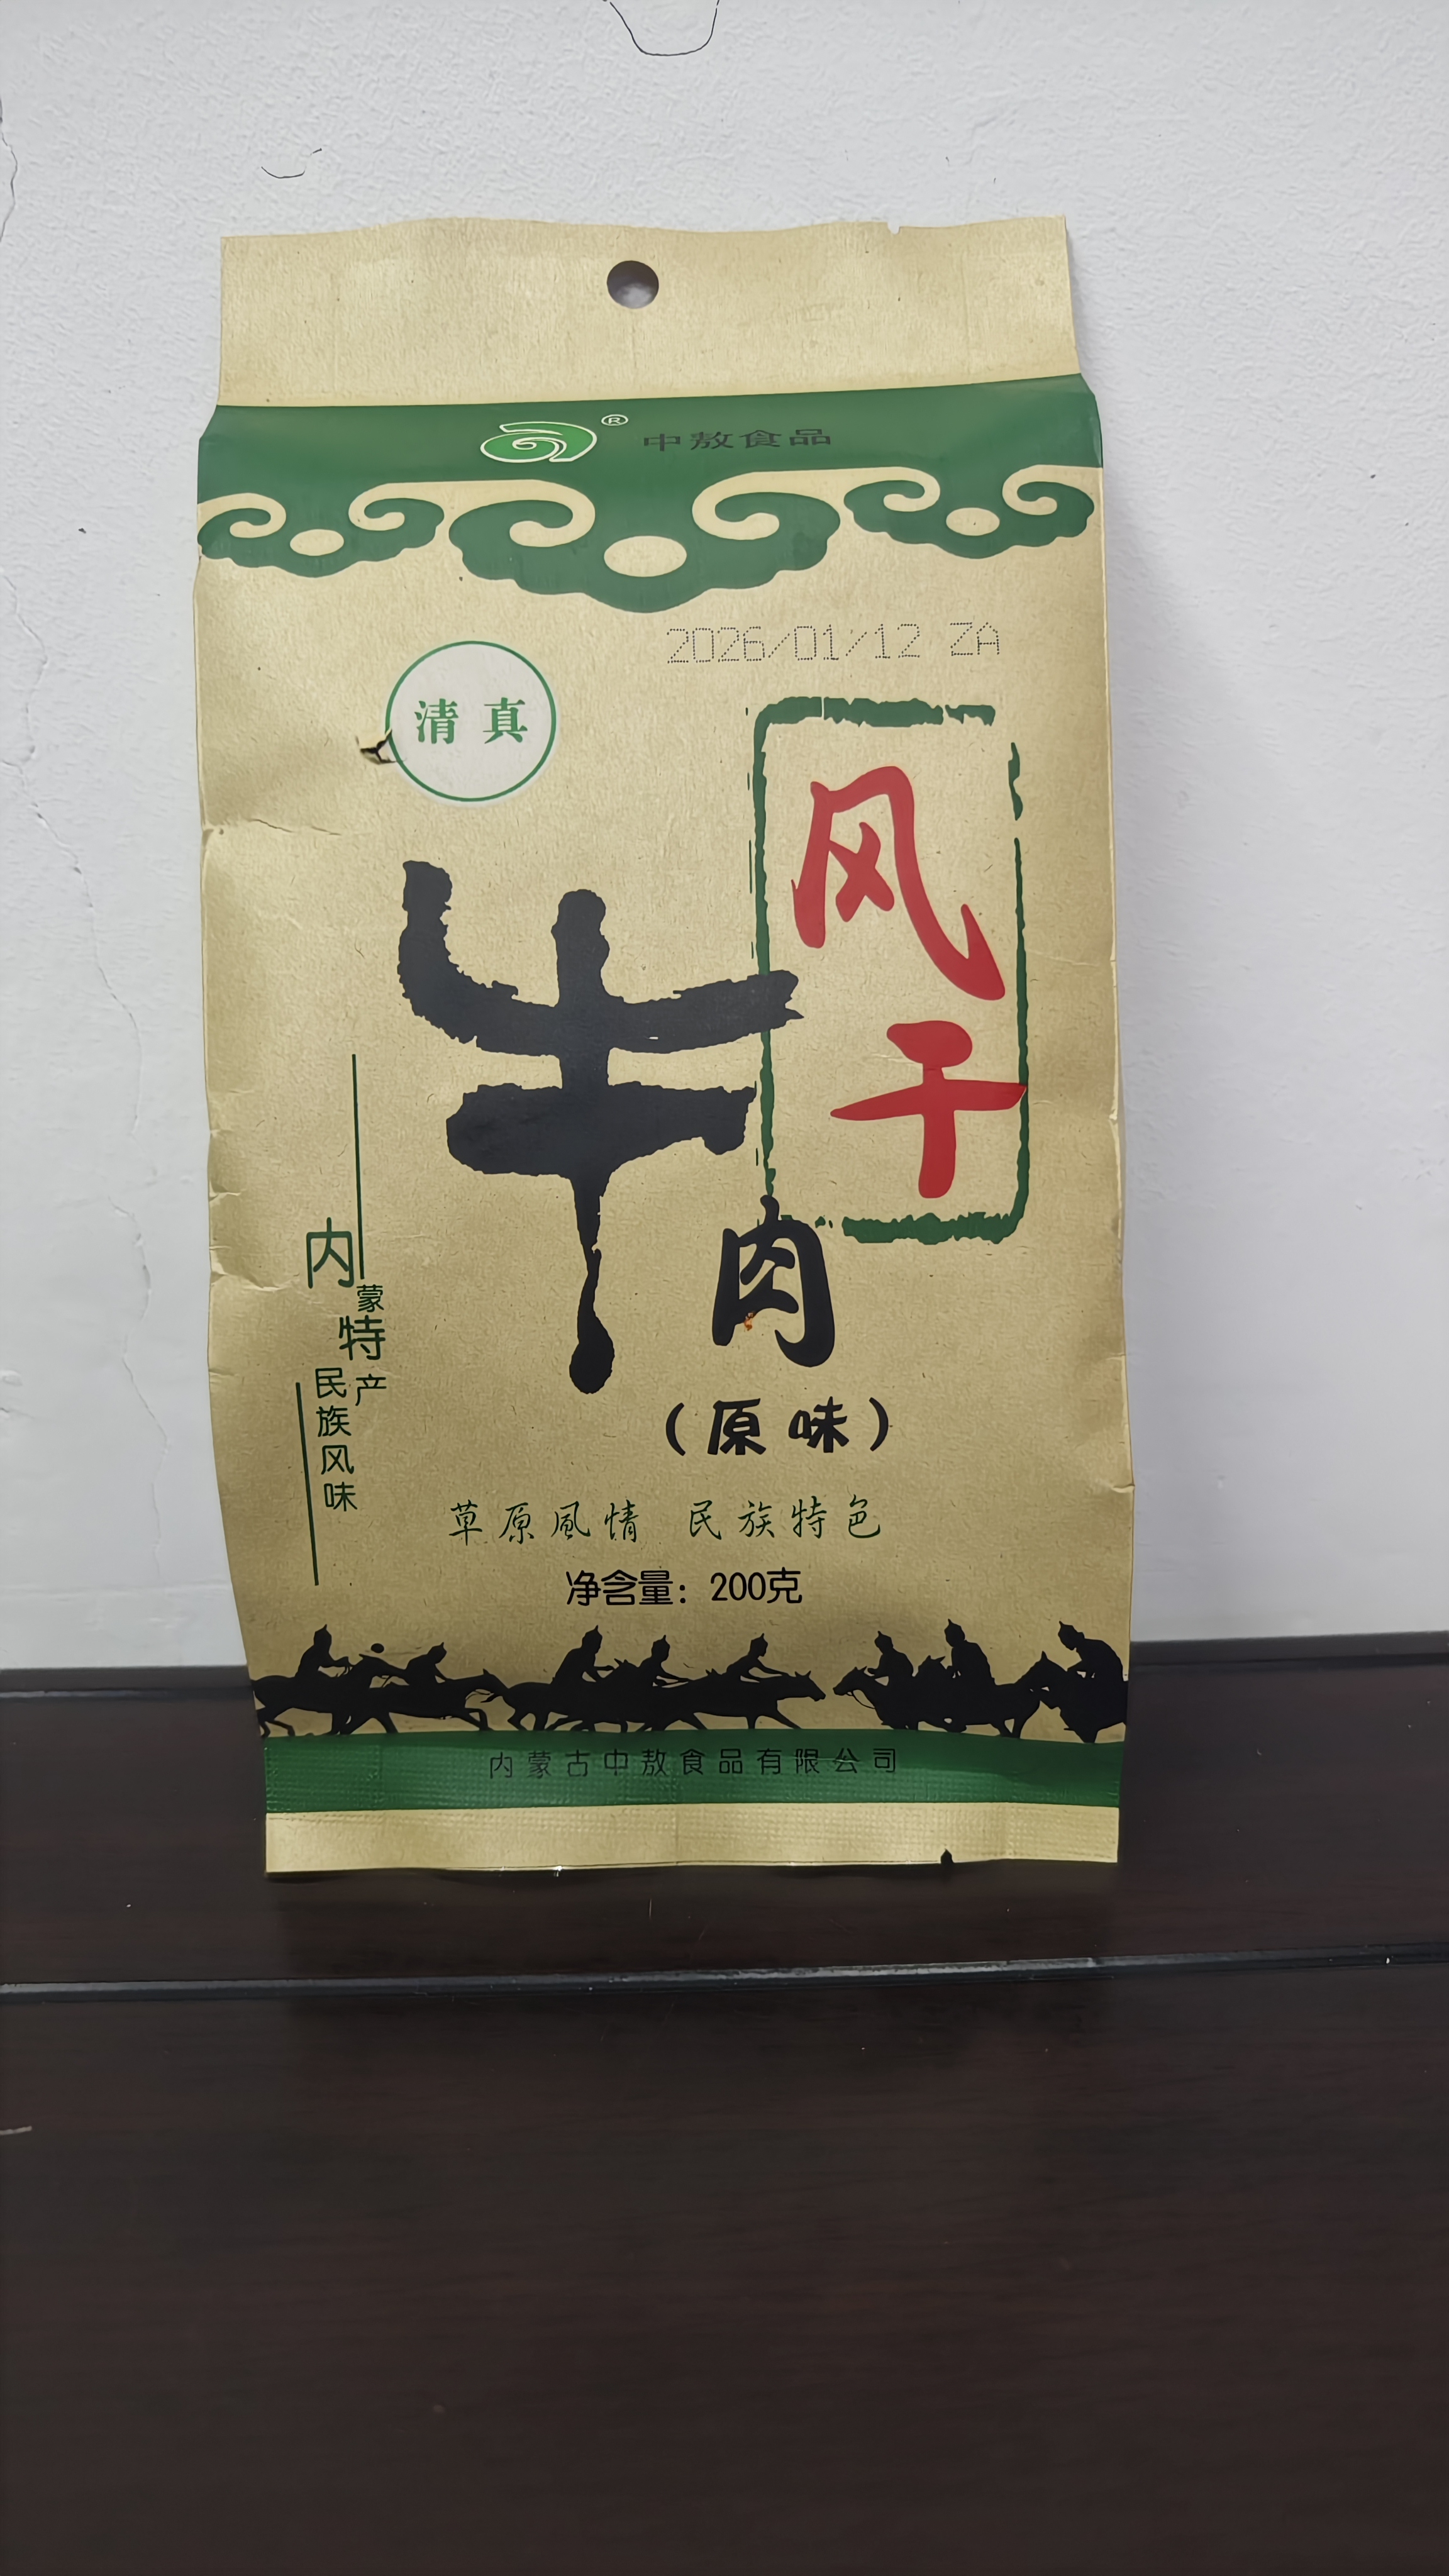 ® 中敖食品
2026/01/12 ZA
清真
风干
牛肉
(原味)
内蒙特产
民族风味
草原風情 民族特色
净含量：200克
内蒙古中敖食品有限公司